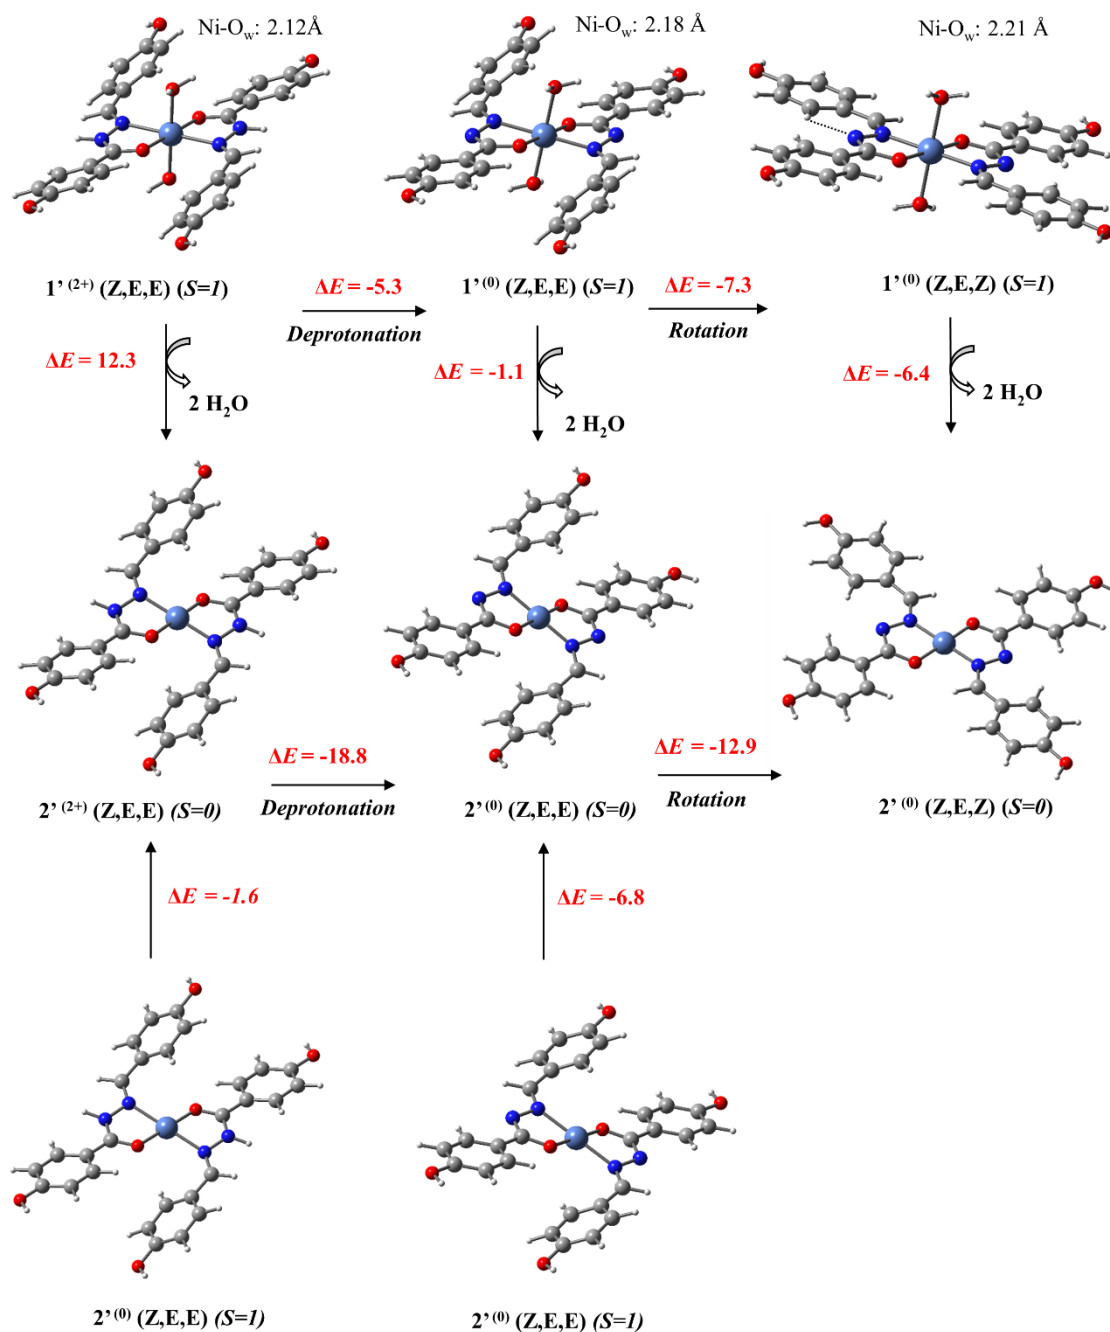 Ni-Ow: 2.12Å
Ni-Ow: 2.18 Å
Ni-Ow: 2.21 Å
1’(2+) (Z,E,E) (S=1)
ΔE = -5.3
Deprotonation
1’(0) (Z,E,E) (S=1)
ΔE = -7.3
Rotation
1’(0) (Z,E,Z) (S=1)
ΔE = 12.3
2 H2O
ΔE = -1.1
2 H2O
ΔE = -6.4
2 H2O
2’(2+) (Z,E,E) (S=0)
ΔE = -18.8
Deprotonation
2’(0) (Z,E,E) (S=0)
ΔE = -12.9
Rotation
2’(0) (Z,E,Z) (S=0)
ΔE = -1.6
ΔE = -6.8
2’(0) (Z,E,E) (S=1)
2’(0) (Z,E,E) (S=1)